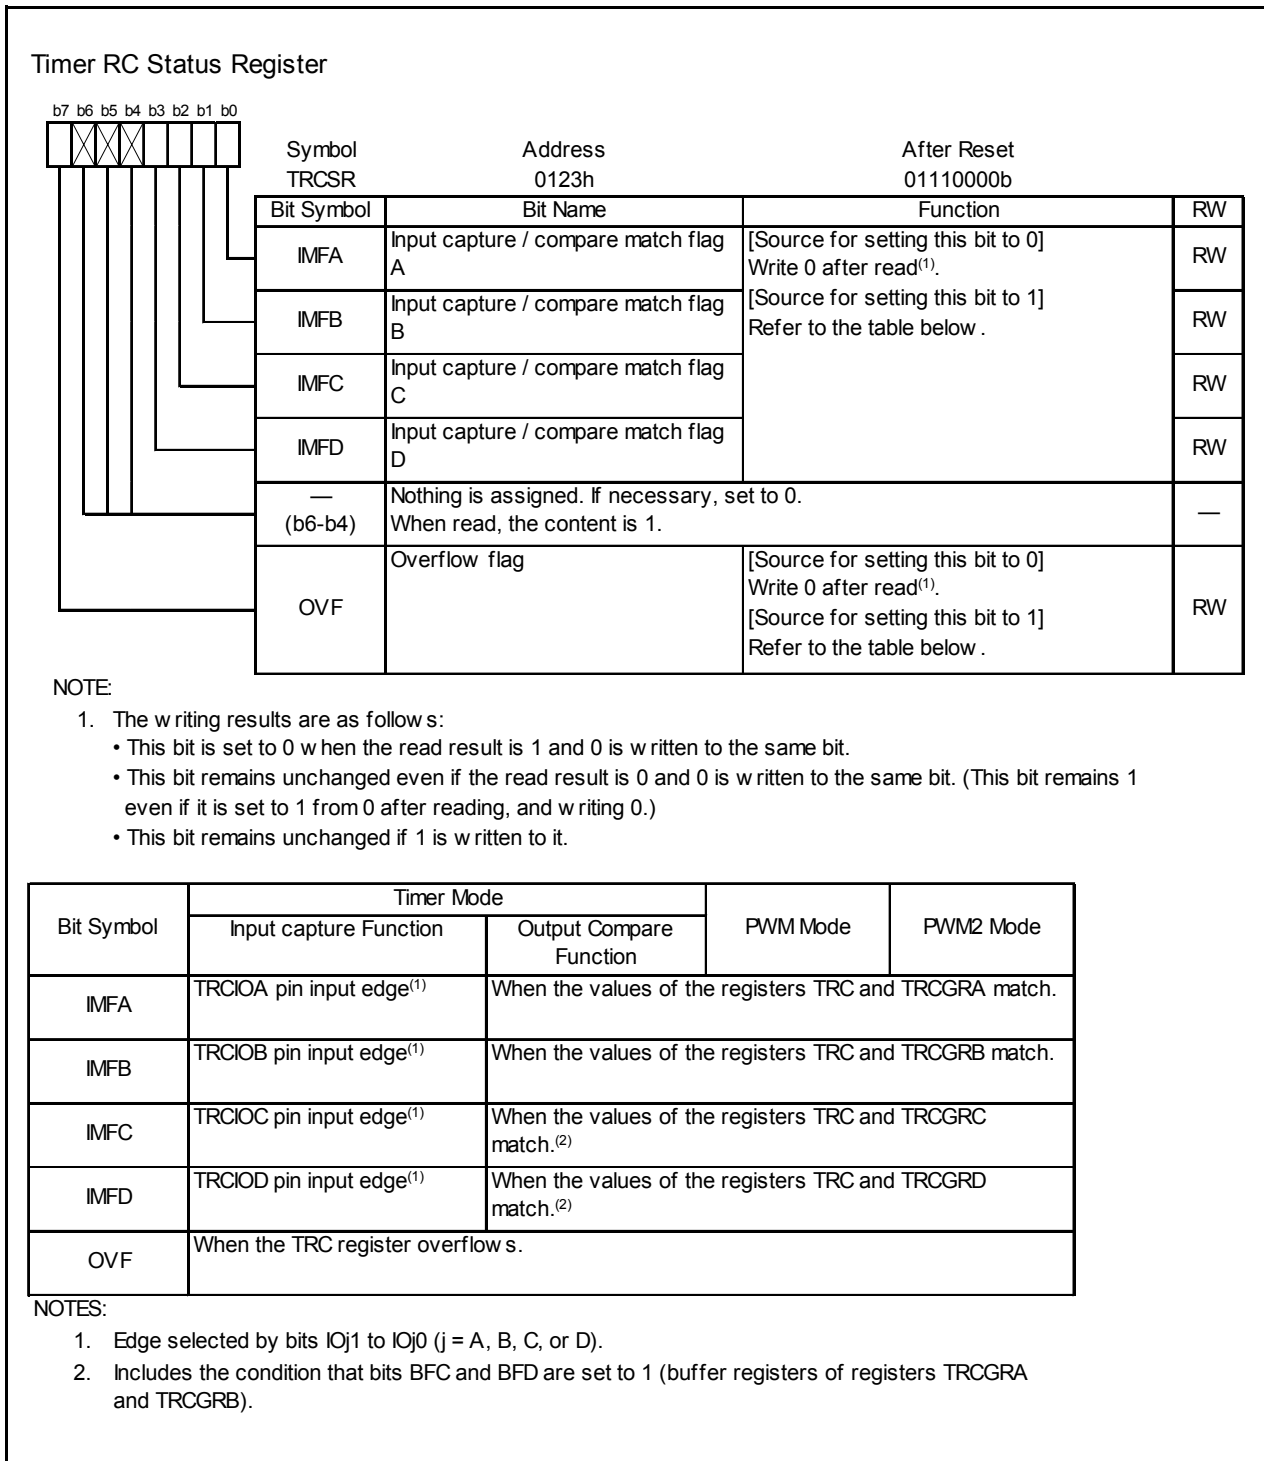 Timer RC Status Register
b7 b6 b5 b4 b3 b2 b1 b0
Symbol Address After Reset
TRCSR 0123h 01110000b
Bit Symbol Bit Name Function RW
IMFA Input capture / compare match flag A [Source for setting this bit to 0] Write 0 after read(1). RW
[Source for setting this bit to 1] Refer to the table below.
IMFB Input capture / compare match flag B RW
IMFC Input capture / compare match flag C RW
IMFD Input capture / compare match flag D RW
— (b6-b4) Nothing is assigned. If necessary, set to 0. When read, the content is 1. —
OVF Overflow flag [Source for setting this bit to 0] Write 0 after read(1). [Source for setting this bit to 1] Refer to the table below. RW
NOTE:
1. The writing results are as follows:
• This bit is set to 0 when the read result is 1 and 0 is written to the same bit.
• This bit remains unchanged even if the read result is 0 and 0 is written to the same bit. (This bit remains 1
even if it is set to 1 from 0 after reading, and writing 0.)
• This bit remains unchanged if 1 is written to it.
Bit Symbol Timer Mode PWM Mode PWM2 Mode
Input capture Function Output Compare Function
IMFA TRCIOA pin input edge(1) When the values of the registers TRC and TRCGRA match.
IMFB TRCIOB pin input edge(1) When the values of the registers TRC and TRCGRB match.
IMFC TRCIOC pin input edge(1) When the values of the registers TRC and TRCGRC match.(2)
IMFD TRCIOD pin input edge(1) When the values of the registers TRC and TRCGRD match.(2)
OVF When the TRC register overflows.
NOTES:
1. Edge selected by bits IOj1 to IOj0 (j = A, B, C, or D).
2. Includes the condition that bits BFC and BFD are set to 1 (buffer registers of registers TRCGRA
and TRCGRB).